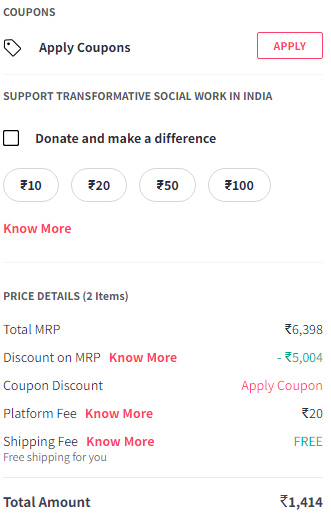 COUPONS
Apply Coupons APPLY
SUPPORT TRANSFORMATIVE SOCIAL WORK IN INDIA
Donate and make a difference
₹10 ₹20 ₹50 ₹100
Know More
PRICE DETAILS (2 Items)
Total MRP ₹6,398
Discount on MRP Know More - ₹5,004
Coupon Discount Apply Coupon
Platform Fee Know More ₹20
Shipping Fee Know More FREE
Free shipping for you
Total Amount ₹1,414